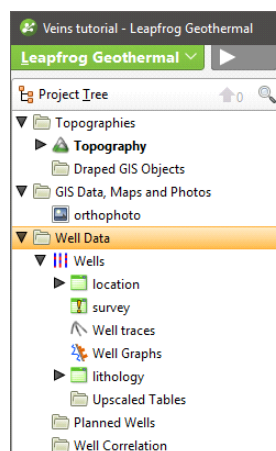 Veins tutorial - Leapfrog Geothermal
Leapfrog Geothermal
Project Tree
0
Topographies
Topography
Draped GIS Objects
GIS Data, Maps and Photos
orthophoto
Well Data
Wells
location
survey
Well traces
Well Graphs
lithology
Upscaled Tables
Planned Wells
Well Correlation